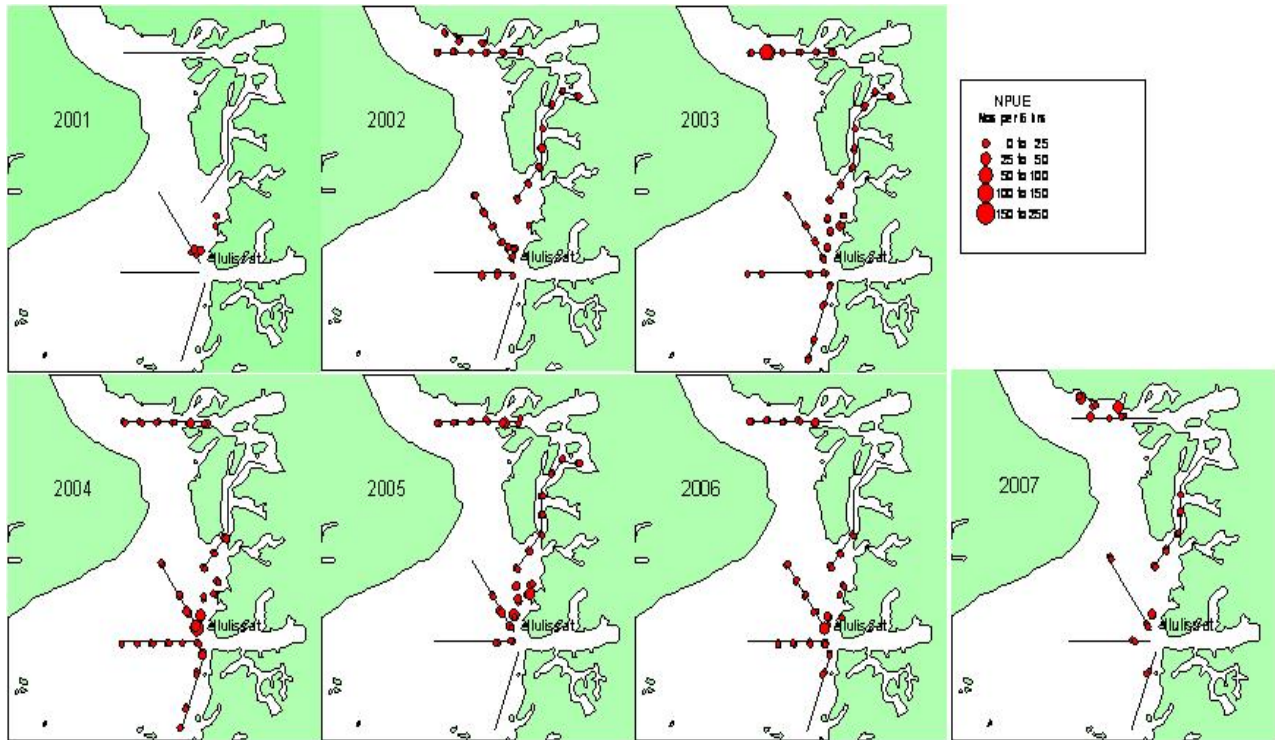 2001
2002
2003
NPUE
Nos per 6 hrs
0 to 25
25 to 50
50 to 100
100 to 150
150 to 250
Ilulissat
Ilulissat
Ilulissat
2004
2005
2006
2007
Ilulissat
Ilulissat
Ilulissat
Ilulissat